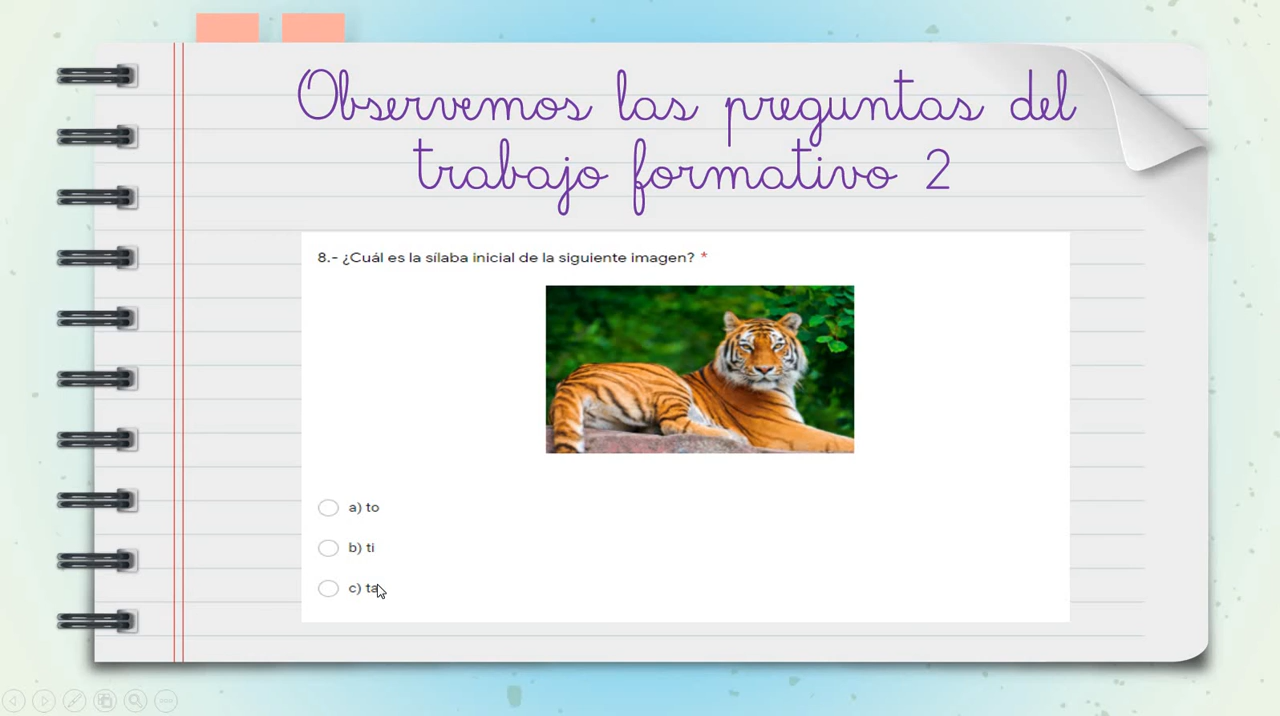 Observemos las preguntas del
trabajo formativo 2
8.- ¿Cuál es la sílaba inicial de la siguiente imagen? *
a) to
b) ti
c) ta